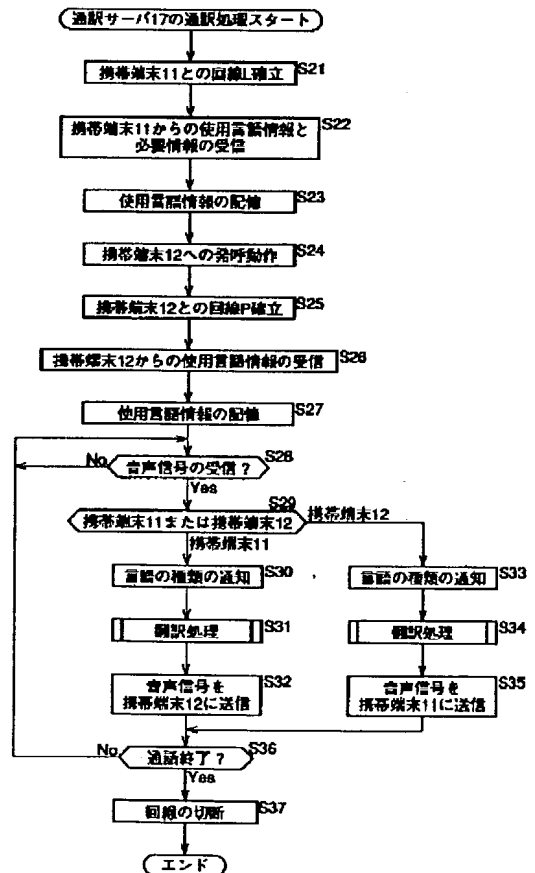 通訳サーバ17の通訳処理スタート
携帯端末11との回線L確立
S21
携帯端末11からの使用言語情報と
必要情報の受信
S22
使用言語情報の記憶
S23
携帯端末12への発呼動作
S24
携帯端末12との回線P確立
S25
携帯端末12からの使用言語情報の受信
S26
使用言語情報の記憶
S27
音声信号の受信？
S28
No
Yes
携帯端末11または携帯端末12
S29
携帯端末12
携帯端末11
言語の種類の通知
S30
言語の種類の通知
S33
翻訳処理
S31
翻訳処理
S34
音声信号を
携帯端末12に送信
S32
音声信号を
携帯端末11に送信
S35
通話終了？
S36
No
Yes
回線の切断
S37
エンド